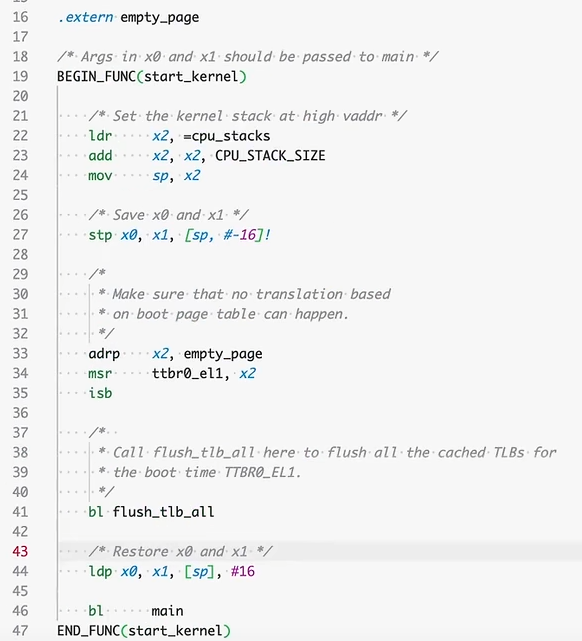 16 .extern empty_page
17
18 /* Args in x0 and x1 should be passed to main */
19 BEGIN_FUNC(start_kernel)
20
21 /* Set the kernel stack at high vaddr */
22 ldr x2, =cpu_stacks
23 add x2, x2, CPU_STACK_SIZE
24 mov sp, x2
25
26 /* Save x0 and x1 */
27 stp x0, x1, [sp, #-16]!
28
29 /*
30 * Make sure that no translation based
31 * on boot page table can happen.
32 */
33 adrp x2, empty_page
34 msr ttbr0_el1, x2
35 isb
36
37 /*
38 * Call flush_tlb_all here to flush all the cached TLBs for
39 * the boot time TTBR0_EL1.
40 */
41 bl flush_tlb_all
42
43 /* Restore x0 and x1 */
44 ldp x0, x1, [sp], #16
45
46 bl main
47 END_FUNC(start_kernel)